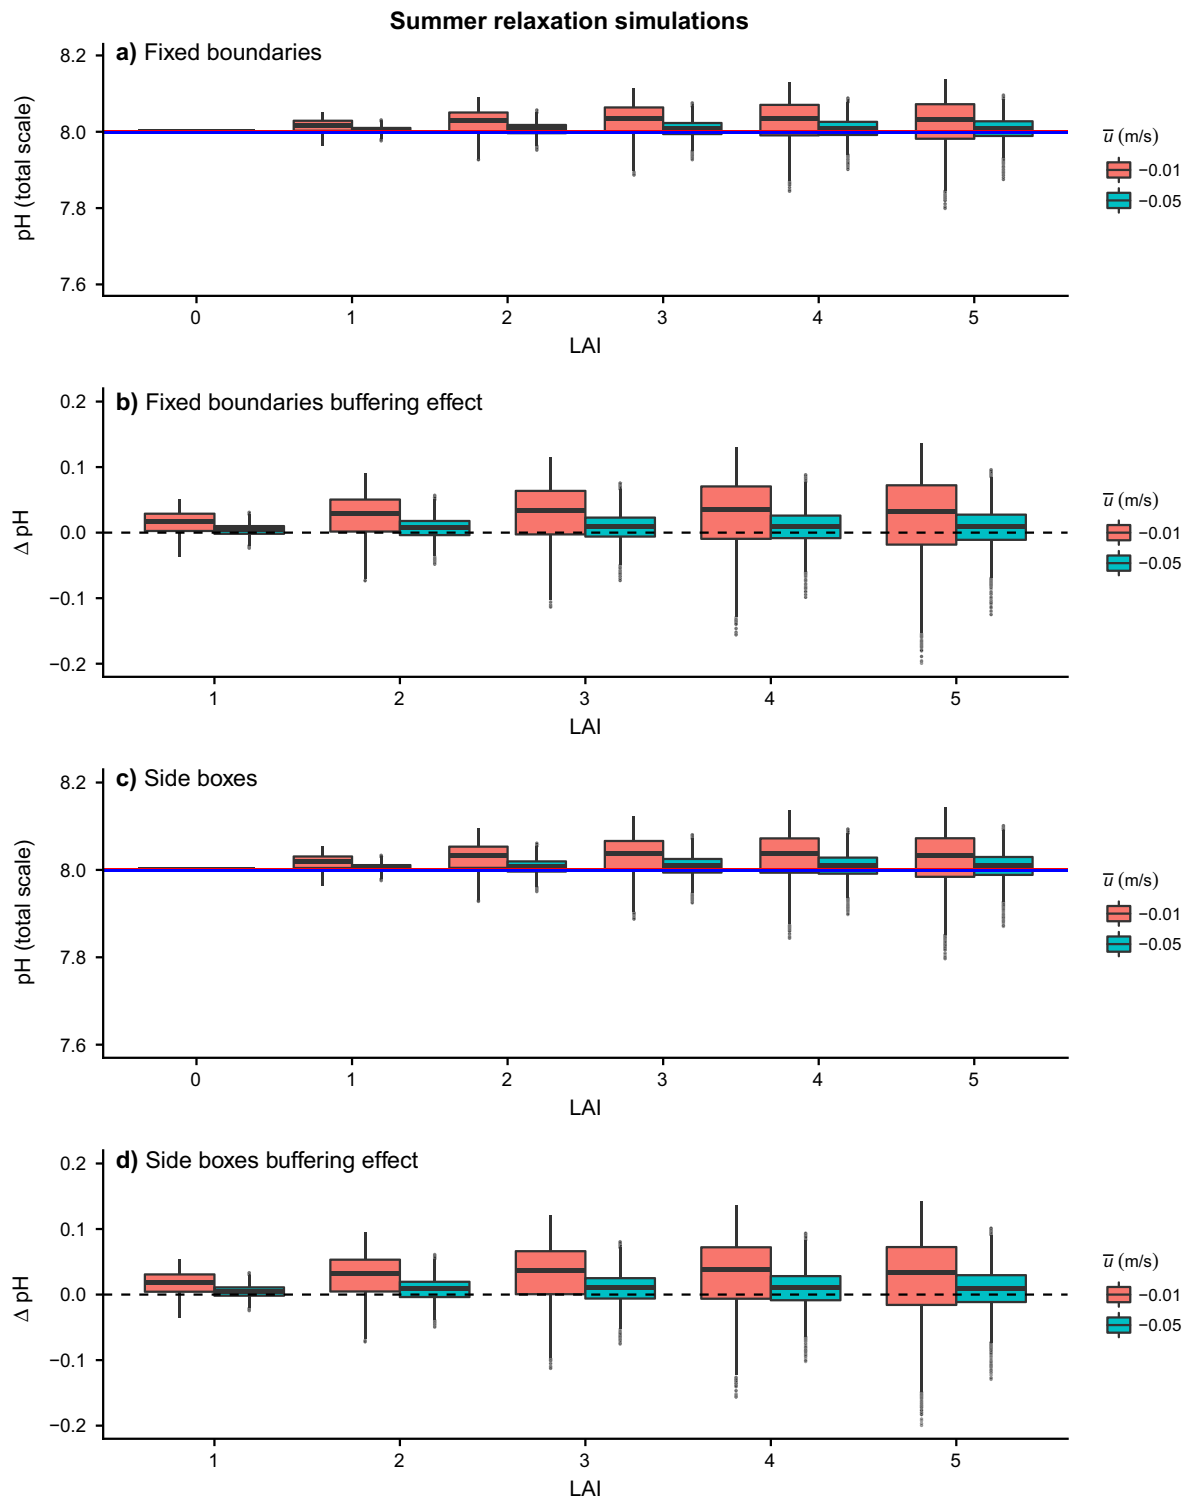 Summer relaxation simulations
a) Fixed boundaries
8.2
8.0
7.8
7.6
pH (total scale)
0 1 2 3 4 5
LAI
u̅ (m/s)
−0.01
−0.05
b) Fixed boundaries buffering effect
0.2
0.1
0.0
−0.1
−0.2
Δ pH
1 2 3 4 5
LAI
u̅ (m/s)
−0.01
−0.05
c) Side boxes
8.2
8.0
7.8
7.6
pH (total scale)
0 1 2 3 4 5
LAI
u̅ (m/s)
−0.01
−0.05
d) Side boxes buffering effect
0.2
0.1
0.0
−0.1
−0.2
Δ pH
1 2 3 4 5
LAI
u̅ (m/s)
−0.01
−0.05